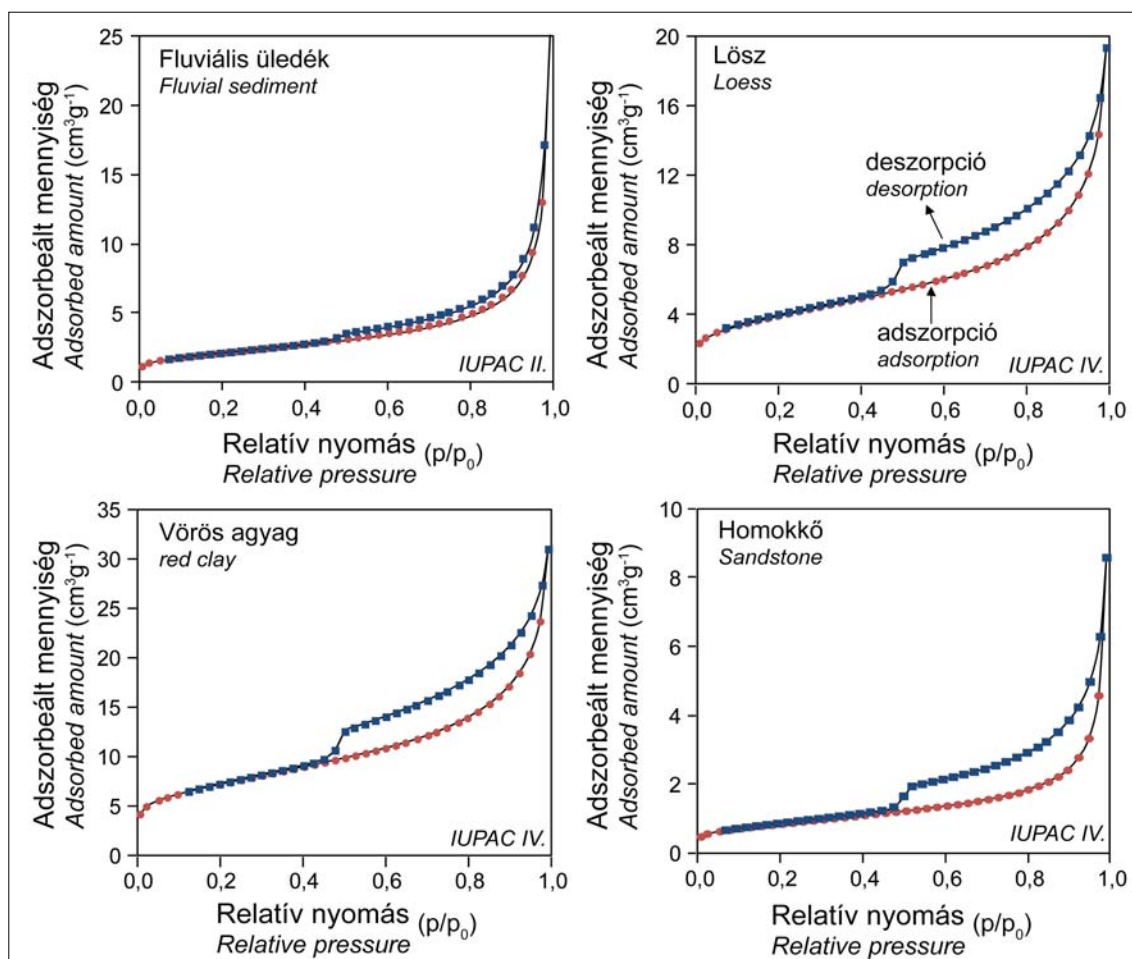 Fluviális üledék
Fluvial sediment
Adszorbeált mennyiség
Adsorbed amount (cm³g⁻¹)
25
20
15
10
5
0
IUPAC II.
0,0 0,2 0,4 0,6 0,8 1,0
Relatív nyomás (p/p₀)
Relative pressure
Lösz
Loess
Adszorbeált mennyiség
Adsorbed amount (cm³g⁻¹)
20
16
12
8
4
0
deszorpció
desorption
adszorpció
adsorption
IUPAC IV.
0,0 0,2 0,4 0,6 0,8 1,0
Relatív nyomás (p/p₀)
Relative pressure
Vörös agyag
red clay
Adszorbeált mennyiség
Adsorbed amount (cm³g⁻¹)
35
30
25
20
15
10
5
0
IUPAC IV.
0,0 0,2 0,4 0,6 0,8 1,0
Relatív nyomás (p/p₀)
Relative pressure
Homokkő
Sandstone
Adszorbeált mennyiség
Adsorbed amount (cm³g⁻¹)
10
8
6
4
2
0
IUPAC IV.
0,0 0,2 0,4 0,6 0,8 1,0
Relatív nyomás (p/p₀)
Relative pressure